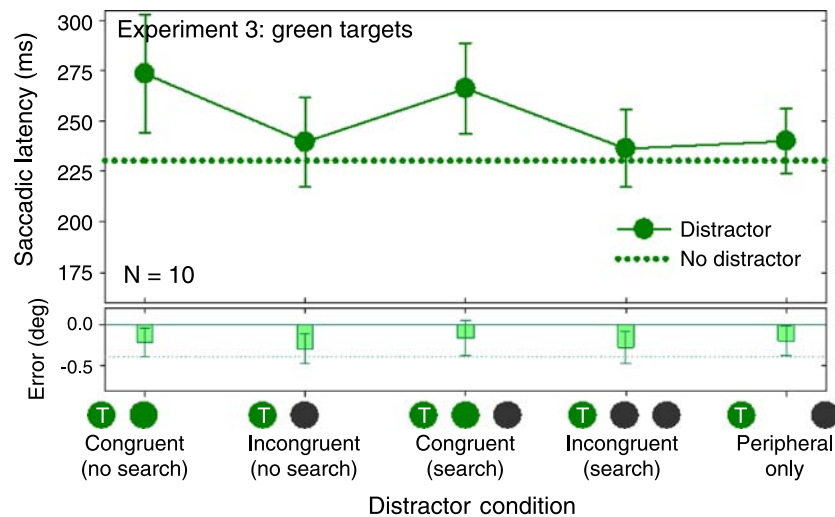 Experiment 3: green targets
Saccadic latency (ms)
300
275
250
225
200
175
Distractor
No distractor
N = 10
Error (deg)
0.0
-0.5
T
T
T
T
T
Congruent
(no search)
Incongruent
(no search)
Congruent
(search)
Incongruent
(search)
Peripheral
only
Distractor condition